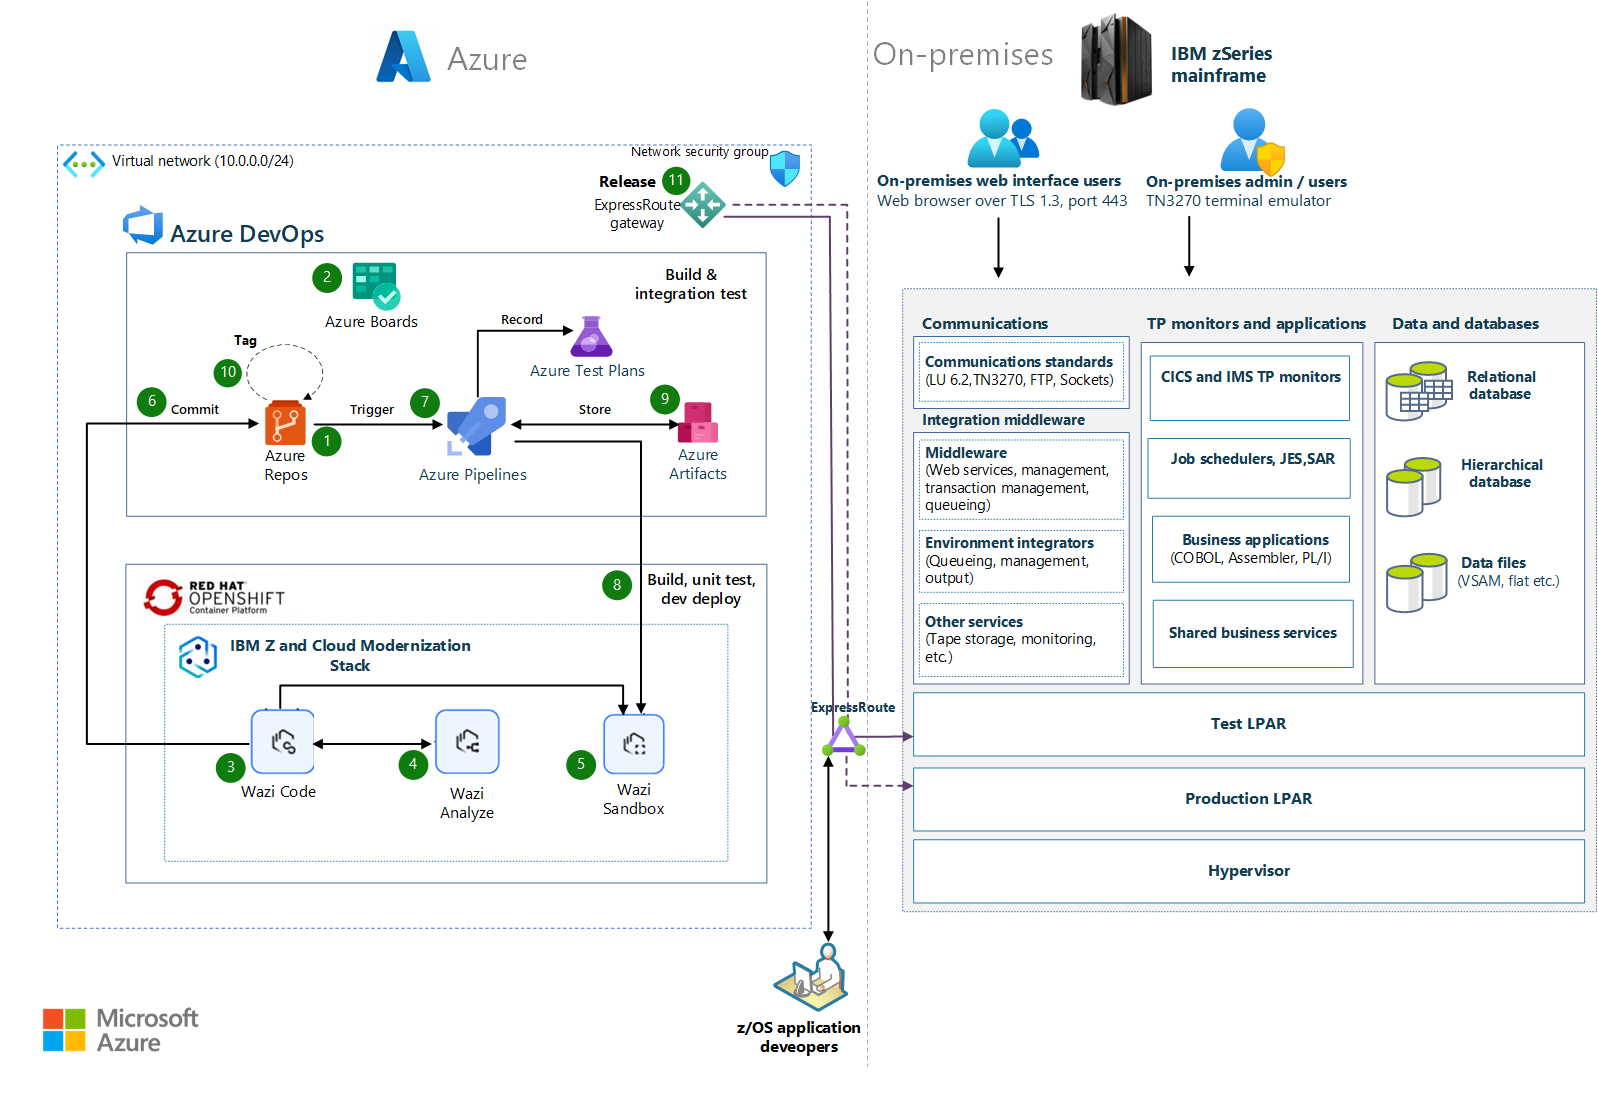 Azure
On-premises
IBM zSeries
mainframe
Virtual network (10.0.0.0/24)
Network security group
Release
11
ExpressRoute
gateway
On-premises web interface users
Web browser over TLS 1.3, port 443
On-premises admin / users
TN3270 terminal emulator
Azure DevOps
2
Azure Boards
Build &
integration test
Tag
10
Record
Azure Test Plans
6
Commit
Trigger
7
Store
9
1
Azure
Repos
Azure Pipelines
Azure
Artifacts
RED HAT
OPENSHIFT
Container Platform
8
Build, unit test,
dev deploy
IBM Z and Cloud Modernization
Stack
3
Wazi Code
4
Wazi
Analyze
5
Wazi
Sandbox
ExpressRoute
z/OS application
deveopers
Communications
Communications standards
(LU 6.2,TN3270, FTP, Sockets)
Integration middleware
Middleware
(Web services, management,
transaction management,
queueing)
Environment integrators
(Queueing, management,
output)
Other services
(Tape storage, monitoring,
etc.)
TP monitors and applications
CICS and IMS TP monitors
Job schedulers, JES,SAR
Business applications
(COBOL, Assembler, PL/I)
Shared business services
Data and databases
Relational
database
Hierarchical
database
Data files
(VSAM, flat etc.)
Test LPAR
Production LPAR
Hypervisor
Microsoft
Azure